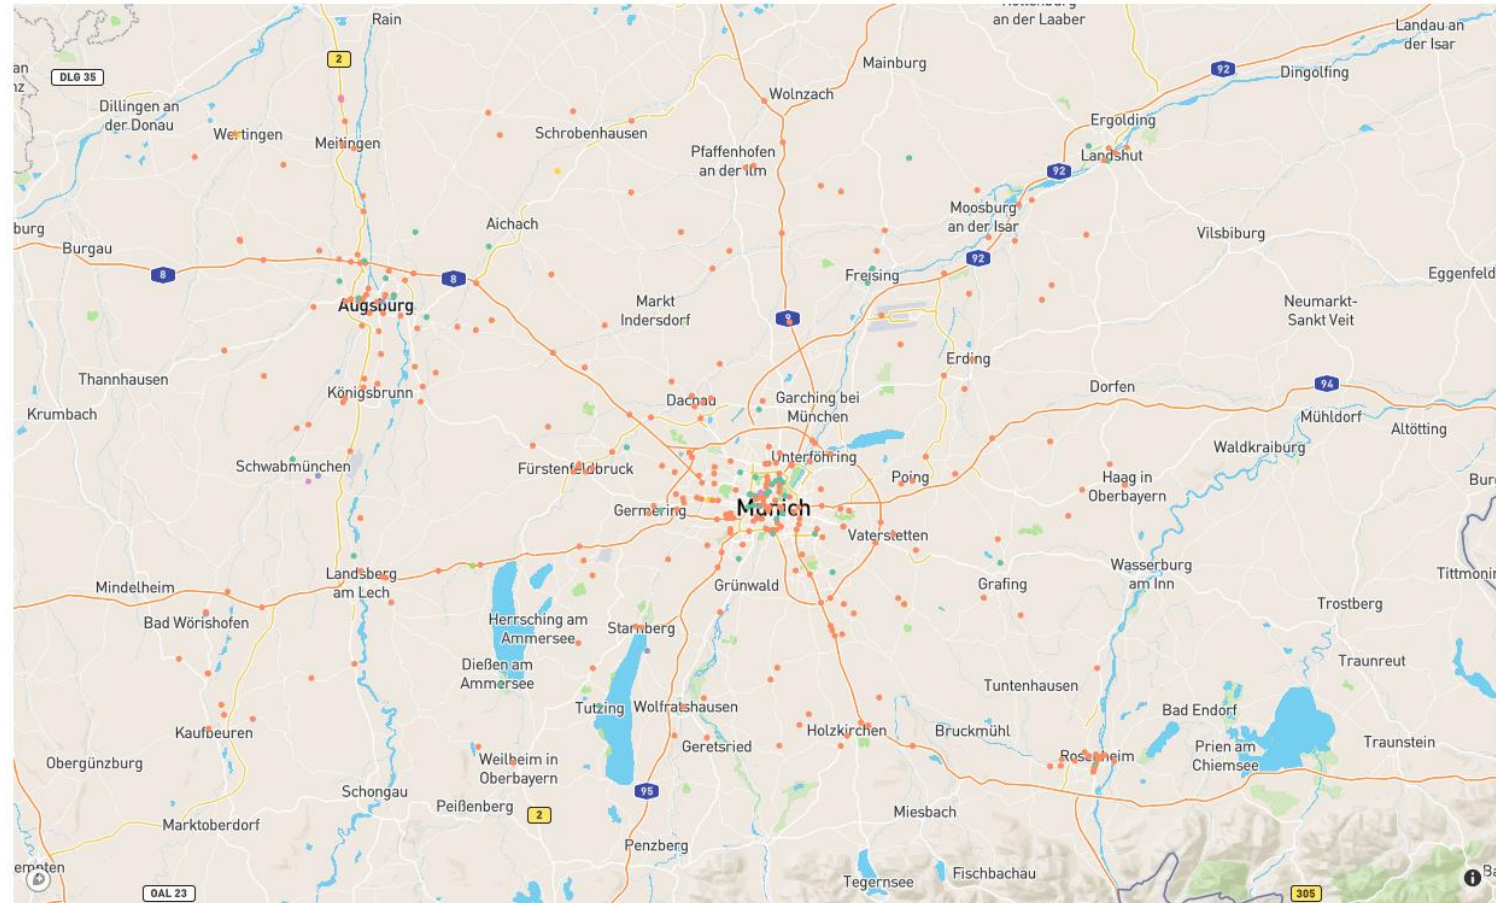 Rain
an der Laaber
Landau an
der Isar
2
an
nz
DLG 35
Mainburg
92
Dingolfing
Dillingen an
der Donau
Wertingen
Meitingen
Schrobenhausen
Wolnzach
Ergolding
Landshut
Pfaffenhofen
an der Ilm
92
Moosburg
an der Isar
burg
Burgau
Aichach
Vilsbiburg
8
8
Freising
92
Eggenfeld
Augsburg
Markt
Indersdorf
9
Neumarkt-
Sankt Veit
Erding
Thannhausen
Königsbrunn
Dachau
Garching bei
München
Dorfen
94
Krumbach
Mühldorf
Altötting
Waldkraiburg
Schwabmünchen
Fürstenfeldbruck
Unterföhring
Poing
Haag in
Oberbayern
Germering
Munich
Vaterstetten
Landsberg
am Lech
Mindelheim
Grünwald
Grafing
Wasserburg
am Inn
Tittmonin
Bad Wörishofen
Herrsching am
Ammersee
Starnberg
Trostberg
Dießen am
Ammersee
Traunreut
Tutzing
Wolfratshausen
Tuntenhausen
Bad Endorf
Kaufbeuren
Geretsried
Holzkirchen
Bruckmühl
Rosenheim
Prien am
Chiemsee
Traunstein
Obergünzburg
Weilheim in
Oberbayern
Schongau
95
Peißenberg
2
Miesbach
Marktoberdorf
Penzberg
empten
Tegernsee
Fischbachau
OAL 23
305